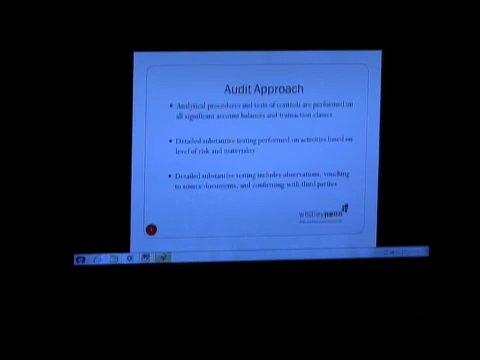 Audit Approach
• Analytical procedures and tests of controls are performed on
all significant account balances and transaction classes
• Detailed substantive testing performed on activities based on
level of risk and materiality
• Detailed substantive testing includes observations, vouching
to source documents, and confirming with third parties
whitleypenn